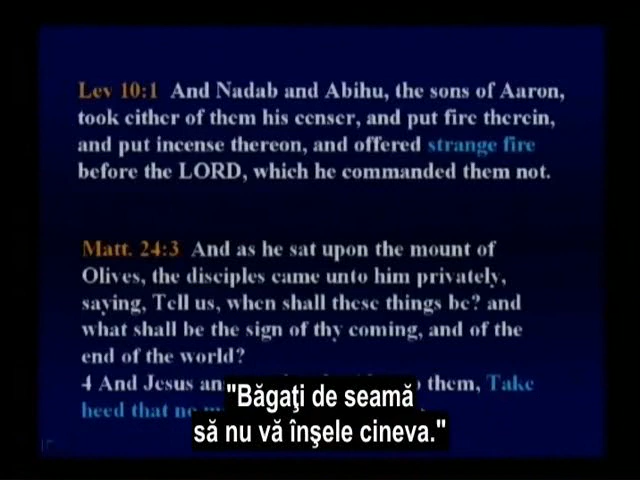 Lev 10:1 And Nadab and Abihu, the sons of Aaron,
took either of them his censer, and put fire therein,
and put incense thereon, and offered strange fire
before the LORD, which he commanded them not.
Matt. 24:3 And as he sat upon the mount of
Olives, the disciples came unto him privately,
saying, Tell us, when shall these things be? and
what shall be the sign of thy coming, and of the
end of the world?
4 And Jesus them, Take
heed that no
"Băgaţi de seamă
să nu vă înşele cineva."